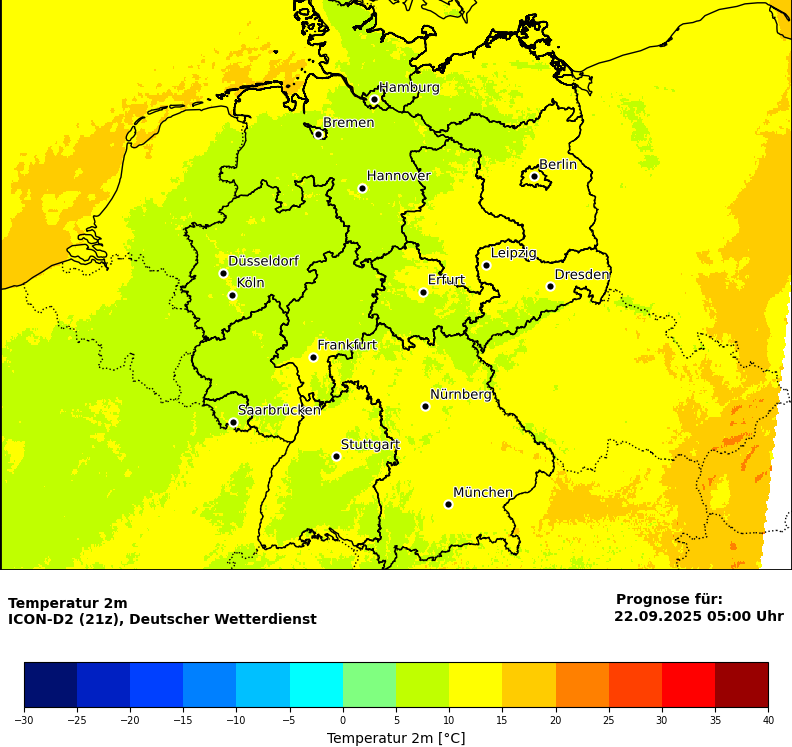 Hamburg
Bremen
Berlin
Hannover
Leipzig
Düsseldorf
Dresden
Köln
Erfurt
Frankfurt
Nürnberg
Saarbrücken
Stuttgart
München
Temperatur 2m
ICON-D2 (21z), Deutscher Wetterdienst
Prognose für:
22.09.2025 05:00 Uhr
−30 −25 −20 −15 −10 −5 0 5 10 15 20 25 30 35 40
Temperatur 2m [°C]